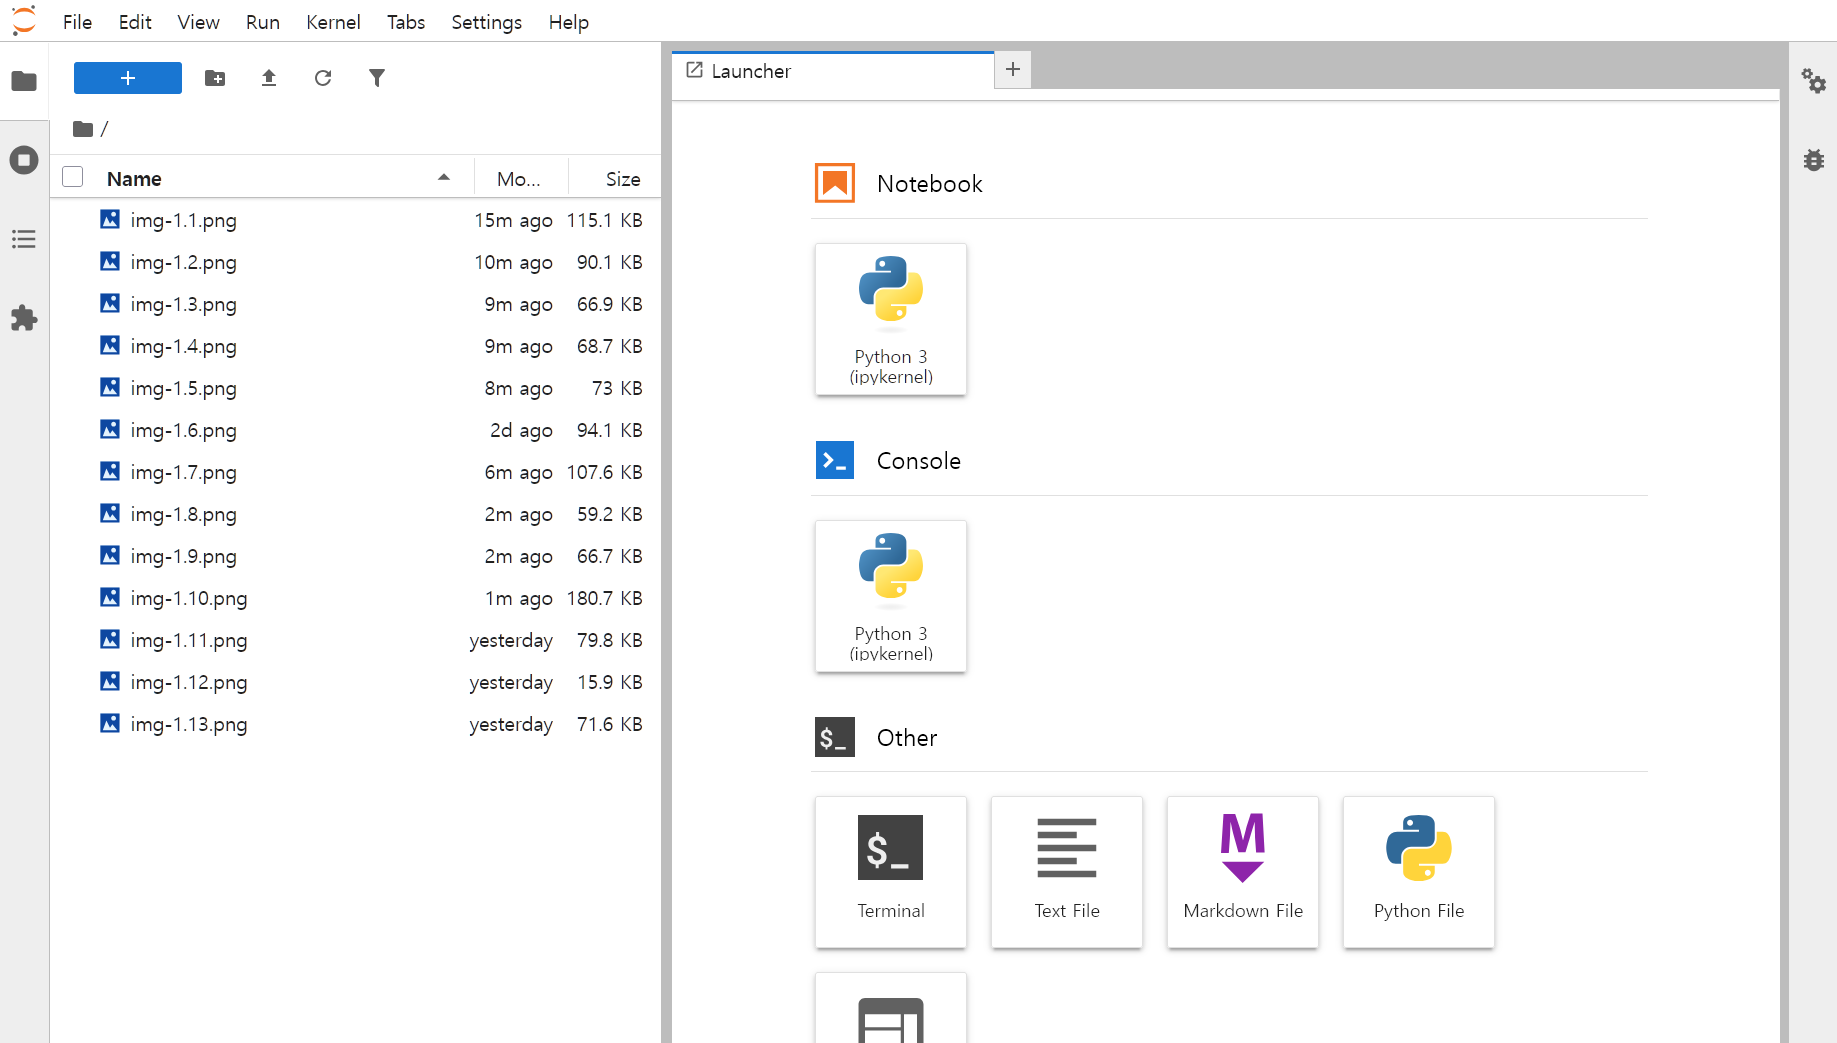 File Edit View Run Kernel Tabs Settings Help
+
/
Name Mo... Size
img-1.1.png 15m ago 115.1 KB
img-1.2.png 10m ago 90.1 KB
img-1.3.png 9m ago 66.9 KB
img-1.4.png 9m ago 68.7 KB
img-1.5.png 8m ago 73 KB
img-1.6.png 2d ago 94.1 KB
img-1.7.png 6m ago 107.6 KB
img-1.8.png 2m ago 59.2 KB
img-1.9.png 2m ago 66.7 KB
img-1.10.png 1m ago 180.7 KB
img-1.11.png yesterday 79.8 KB
img-1.12.png yesterday 15.9 KB
img-1.13.png yesterday 71.6 KB
Launcher +
Notebook
Python 3
(ipykernel)
Console
Python 3
(ipykernel)
$_ Other
$_
Terminal
Text File
M
Markdown File
Python File